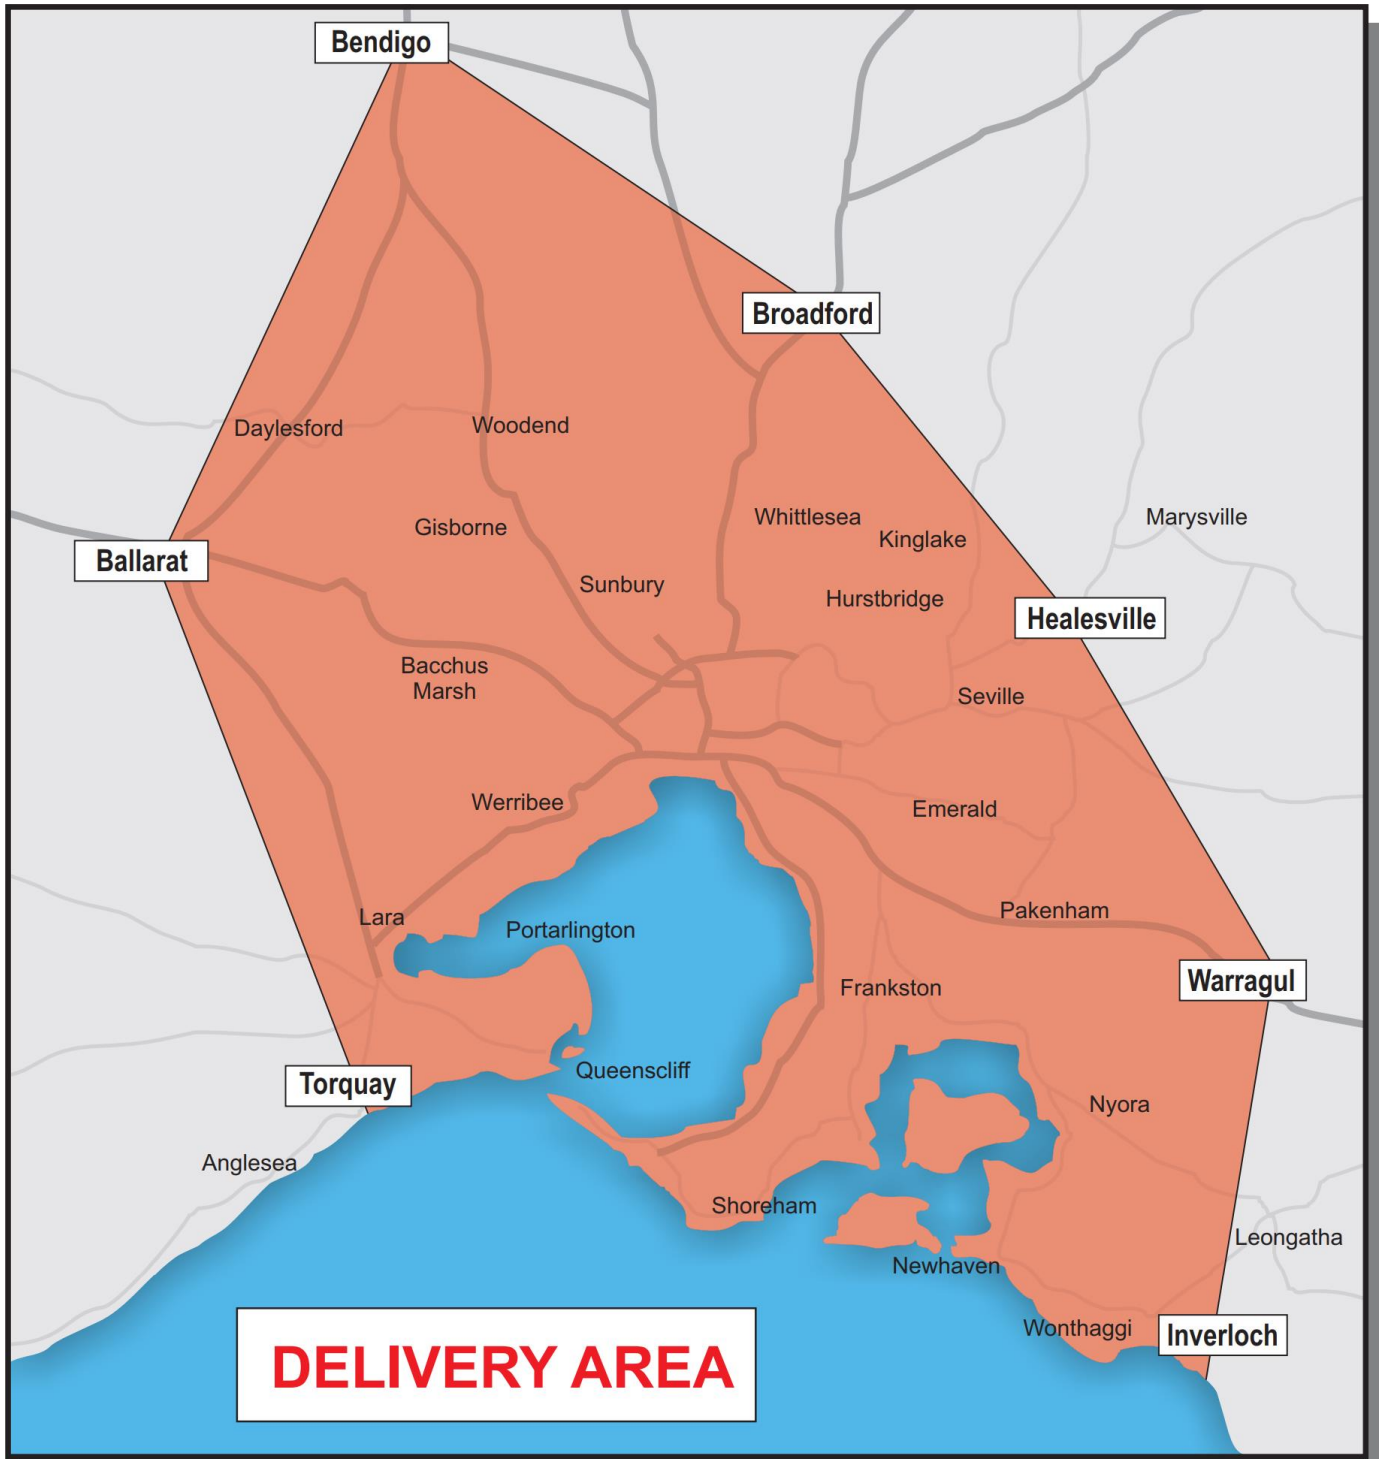 Bendigo
Broadford
Daylesford
Woodend
Gisborne
Whittlesea
Marysville
Kinglake
Ballarat
Sunbury
Hurstbridge
Healesville
Bacchus
Marsh
Seville
Werribee
Emerald
Lara
Portarlington
Pakenham
Frankston
Warragul
Torquay
Queenscliff
Nyora
Anglesea
Shoreham
Leongatha
Newhaven
Wonthaggi
Inverloch
DELIVERY AREA